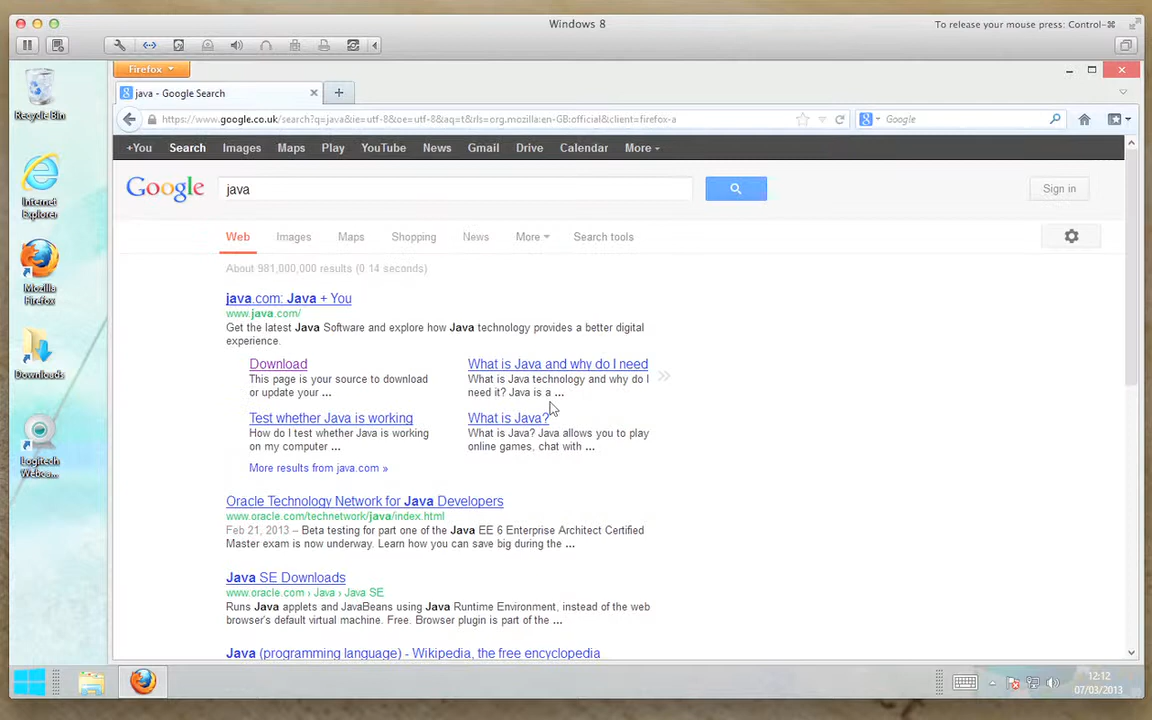 Windows 8
To release your mouse press: Control-⌘
Recycle Bin
Internet
Explorer
Mozilla
Firefox
Downloads
Logitech
Webca...
Firefox
java - Google Search
https://www.google.co.uk/search?q=java&ie=utf-8&oe=utf-8&aq=t&rls=org.mozilla:en-GB:official&client=firefox-a
Google
+You Search Images Maps Play YouTube News Gmail Drive Calendar More
Google
java
Sign in
Web Images Maps Shopping News More Search tools
About 981,000,000 results (0 14 seconds)
java.com: Java + You
www.java.com/
Get the latest Java Software and explore how Java technology provides a better digital
experience.
Download
This page is your source to download
or update your ...
What is Java and why do I need
What is Java technology and why do I
need it? Java is a ...
Test whether Java is working
How do I test whether Java is working
on my computer ...
What is Java?
What is Java? Java allows you to play
online games, chat with ...
More results from java.com »
Oracle Technology Network for Java Developers
www.oracle.com/technetwork/java/index.html
Feb 21, 2013 – Beta testing for part one of the Java EE 6 Enterprise Architect Certified
Master exam is now underway. Learn how you can save big during the ...
Java SE Downloads
www.oracle.com › Java › Java SE
Runs Java applets and JavaBeans using Java Runtime Environment, instead of the web
browser's default virtual machine. Free. Browser plugin is part of the ...
Java (programming language) - Wikipedia, the free encyclopedia
12:12
07/03/2013